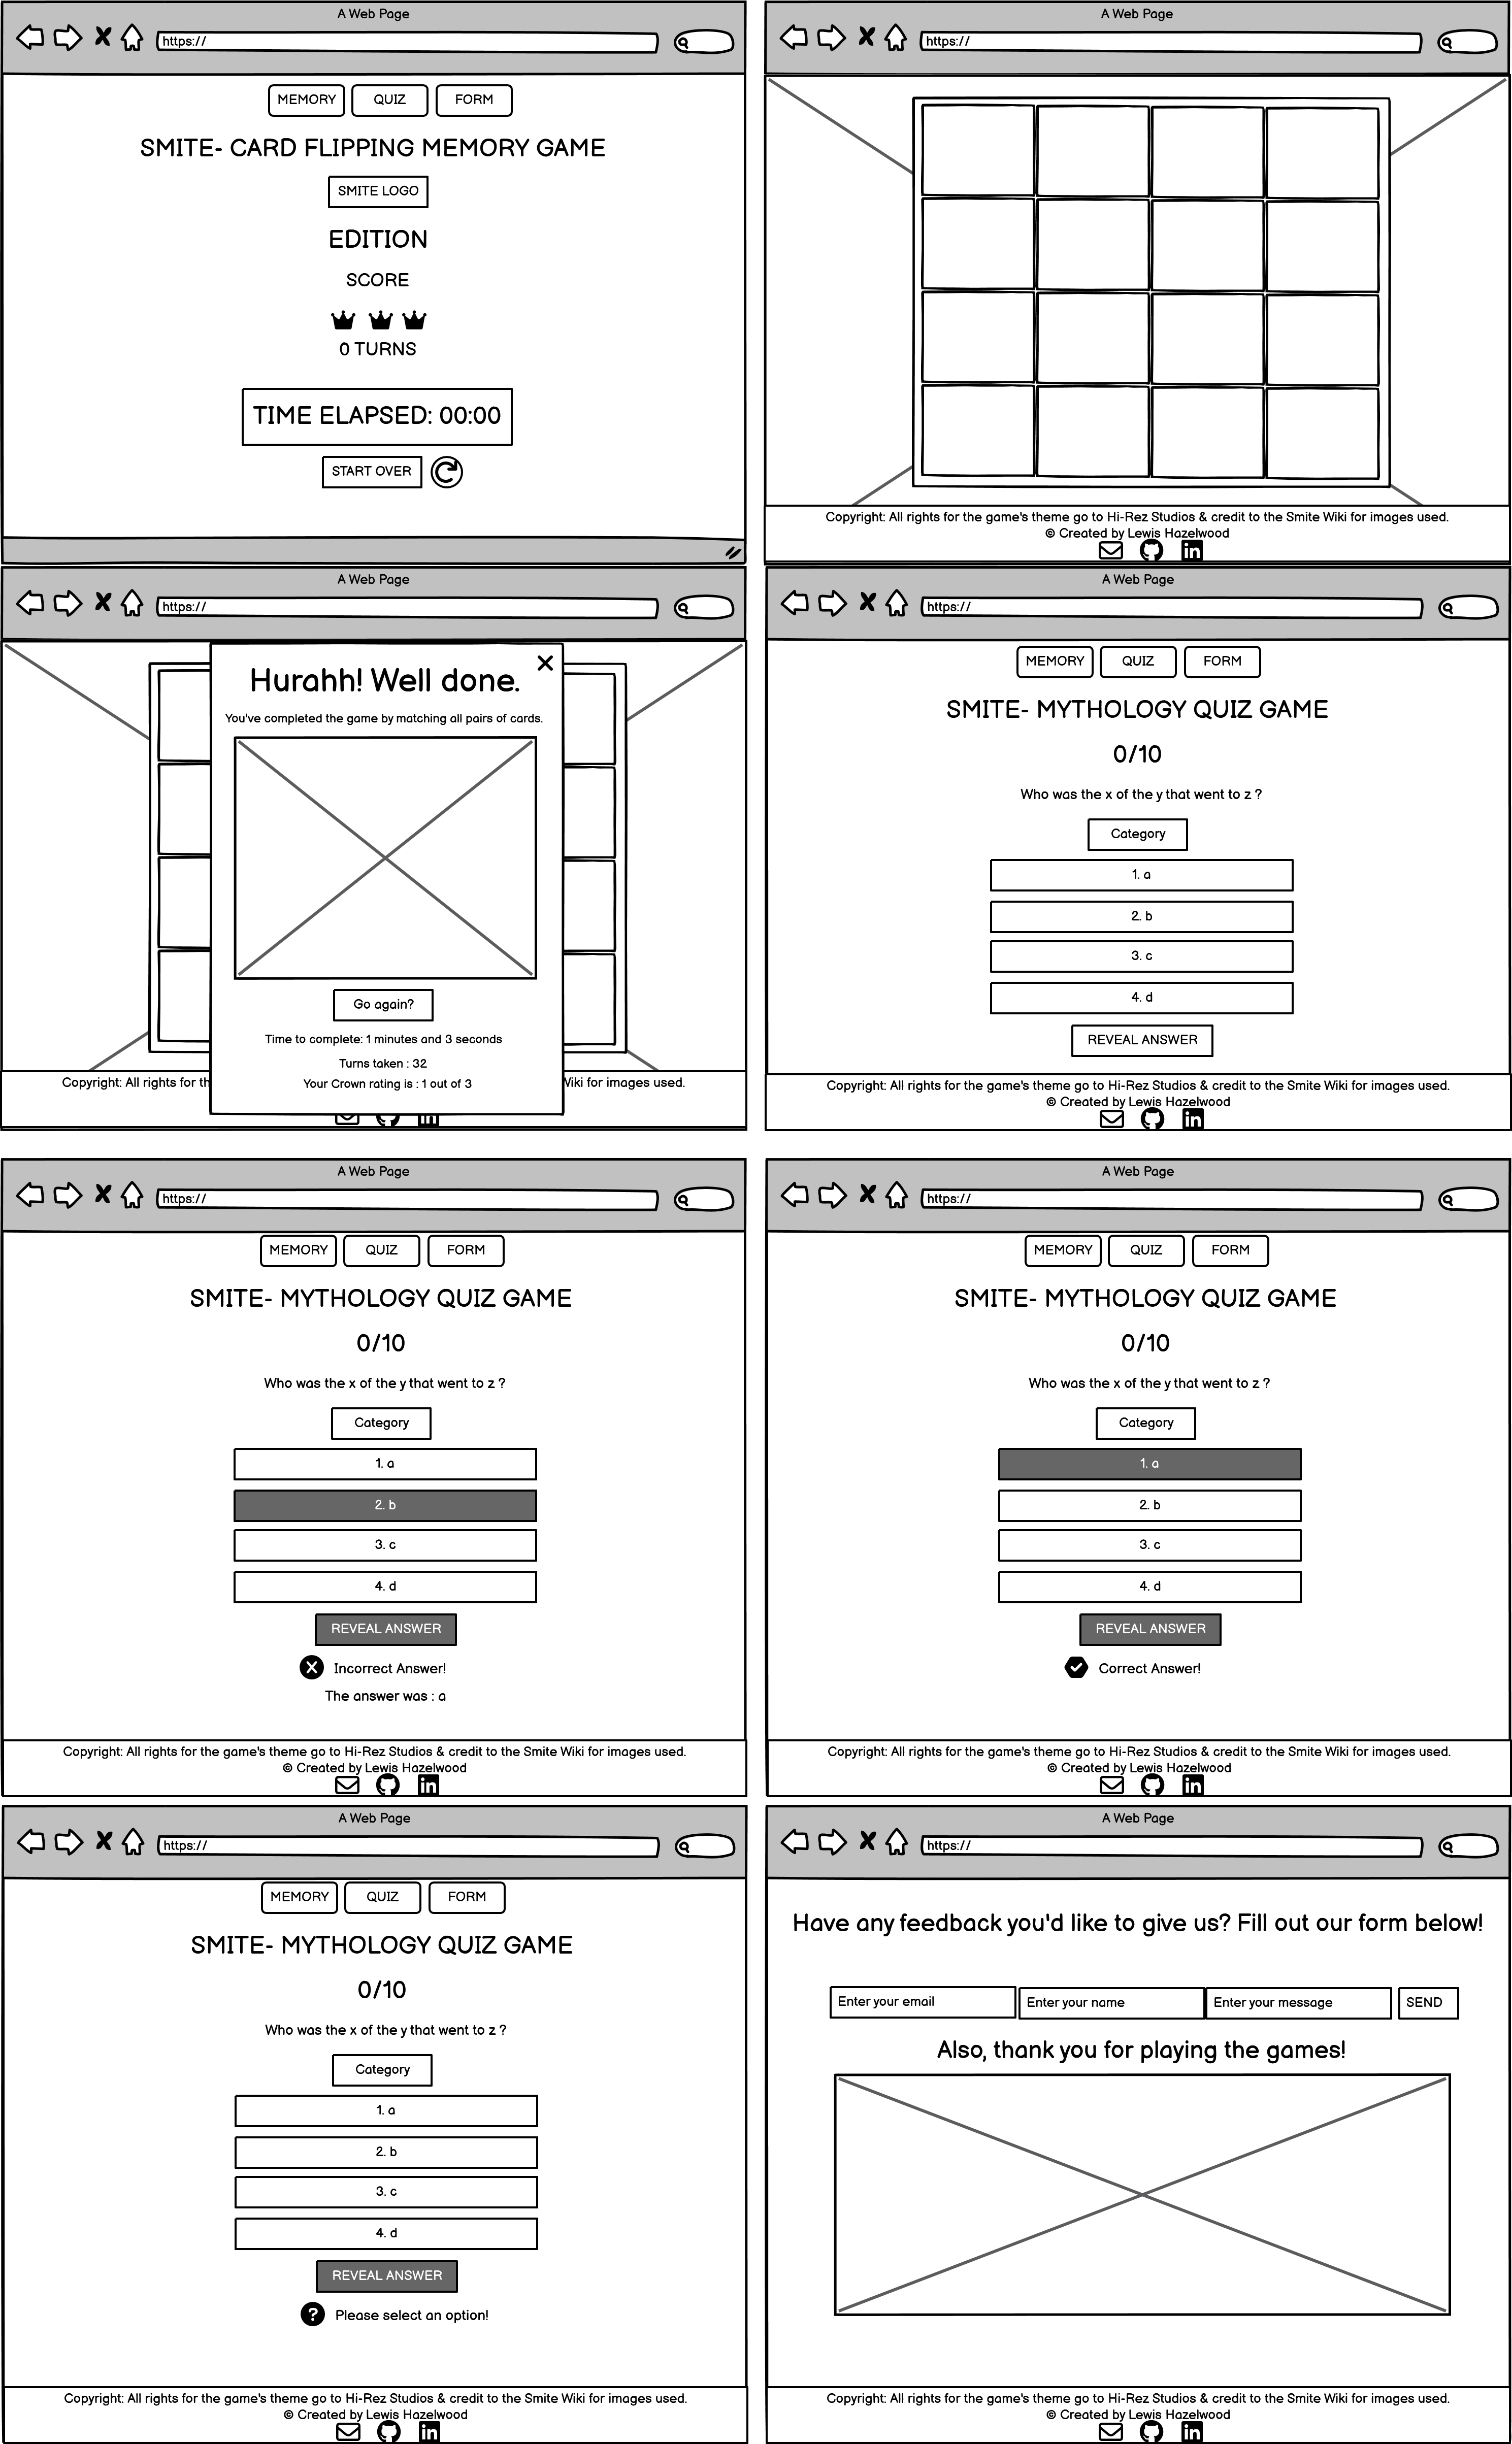 A Web Page
https://
MEMORY QUIZ FORM
SMITE- CARD FLIPPING MEMORY GAME
SMITE LOGO
EDITION
SCORE
0 TURNS
TIME ELAPSED: 00:00
START OVER
A Web Page
https://
Copyright: All rights for the game's theme go to Hi-Rez Studios & credit to the Smite Wiki for images used.
© Created by Lewis Hazelwood
A Web Page
https://
Hurahh! Well done.
You've completed the game by matching all pairs of cards.
Go again?
Time to complete: 1 minutes and 3 seconds
Turns taken : 32
Your Crown rating is : 1 out of 3
Copyright: All rights for th Wiki for images used.
A Web Page
https://
MEMORY QUIZ FORM
SMITE- MYTHOLOGY QUIZ GAME
0/10
Who was the x of the y that went to z ?
Category
1. a
2. b
3. c
4. d
REVEAL ANSWER
Copyright: All rights for the game's theme go to Hi-Rez Studios & credit to the Smite Wiki for images used.
© Created by Lewis Hazelwood
A Web Page
https://
MEMORY QUIZ FORM
SMITE- MYTHOLOGY QUIZ GAME
0/10
Who was the x of the y that went to z ?
Category
1. a
2. b
3. c
4. d
REVEAL ANSWER
Incorrect Answer!
The answer was : a
Copyright: All rights for the game's theme go to Hi-Rez Studios & credit to the Smite Wiki for images used.
© Created by Lewis Hazelwood
A Web Page
https://
MEMORY QUIZ FORM
SMITE- MYTHOLOGY QUIZ GAME
0/10
Who was the x of the y that went to z ?
Category
1. a
2. b
3. c
4. d
REVEAL ANSWER
Correct Answer!
Copyright: All rights for the game's theme go to Hi-Rez Studios & credit to the Smite Wiki for images used.
© Created by Lewis Hazelwood
A Web Page
https://
MEMORY QUIZ FORM
SMITE- MYTHOLOGY QUIZ GAME
0/10
Who was the x of the y that went to z ?
Category
1. a
2. b
3. c
4. d
REVEAL ANSWER
Please select an option!
Copyright: All rights for the game's theme go to Hi-Rez Studios & credit to the Smite Wiki for images used.
© Created by Lewis Hazelwood
A Web Page
https://
Have any feedback you'd like to give us? Fill out our form below!
Enter your email Enter your name Enter your message SEND
Also, thank you for playing the games!
Copyright: All rights for the game's theme go to Hi-Rez Studios & credit to the Smite Wiki for images used.
© Created by Lewis Hazelwood